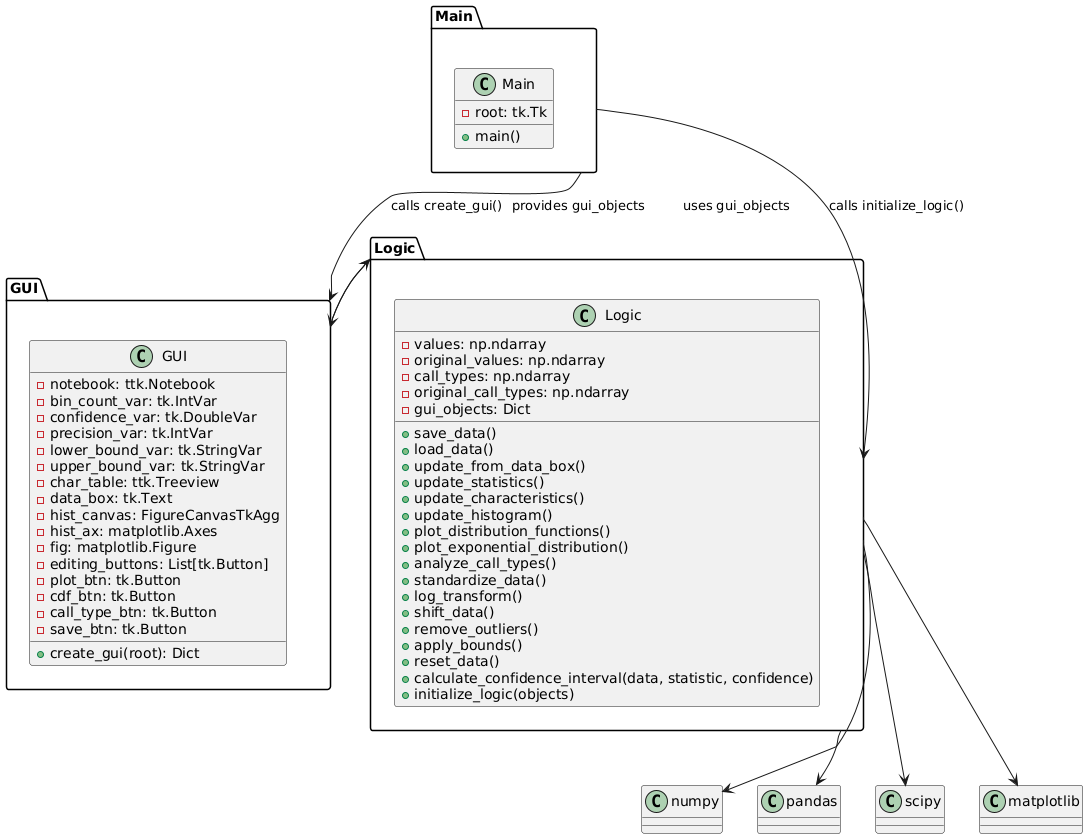 Main
C Main
root: tk.Tk
main()
calls create_gui()
provides gui_objects
uses gui_objects
calls initialize_logic()
GUI
C GUI
notebook: ttk.Notebook
bin_count_var: tk.IntVar
confidence_var: tk.DoubleVar
precision_var: tk.IntVar
lower_bound_var: tk.StringVar
upper_bound_var: tk.StringVar
char_table: ttk.Treeview
data_box: tk.Text
hist_canvas: FigureCanvasTkAgg
hist_ax: matplotlib.Axes
fig: matplotlib.Figure
editing_buttons: List[tk.Button]
plot_btn: tk.Button
cdf_btn: tk.Button
call_type_btn: tk.Button
save_btn: tk.Button
create_gui(root): Dict
Logic
C Logic
values: np.ndarray
original_values: np.ndarray
call_types: np.ndarray
original_call_types: np.ndarray
gui_objects: Dict
save_data()
load_data()
update_from_data_box()
update_statistics()
update_characteristics()
update_histogram()
plot_distribution_functions()
plot_exponential_distribution()
analyze_call_types()
standardize_data()
log_transform()
shift_data()
remove_outliers()
apply_bounds()
reset_data()
calculate_confidence_interval(data, statistic, confidence)
initialize_logic(objects)
C numpy
C pandas
C scipy
C matplotlib